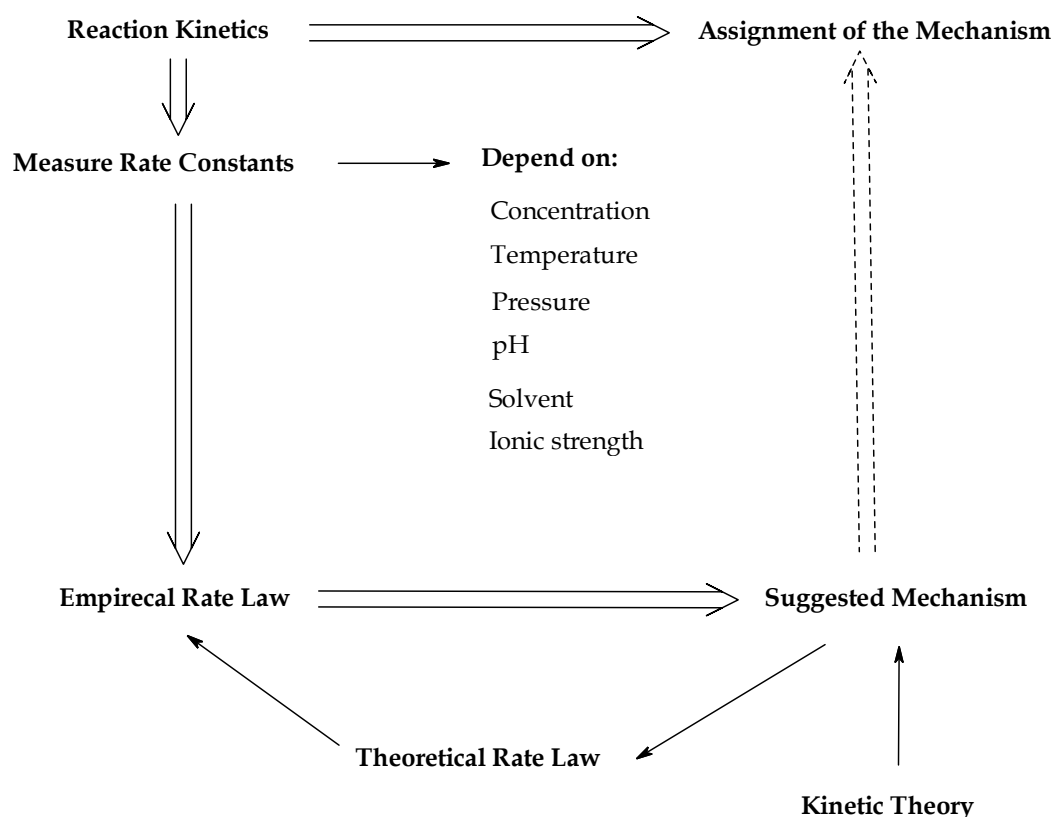 Reaction Kinetics
Assignment of the Mechanism
Measure Rate Constants
Depend on:
Concentration
Temperature
Pressure
pH
Solvent
Ionic strength
Empirecal Rate Law
Suggested Mechanism
Theoretical Rate Law
Kinetic Theory